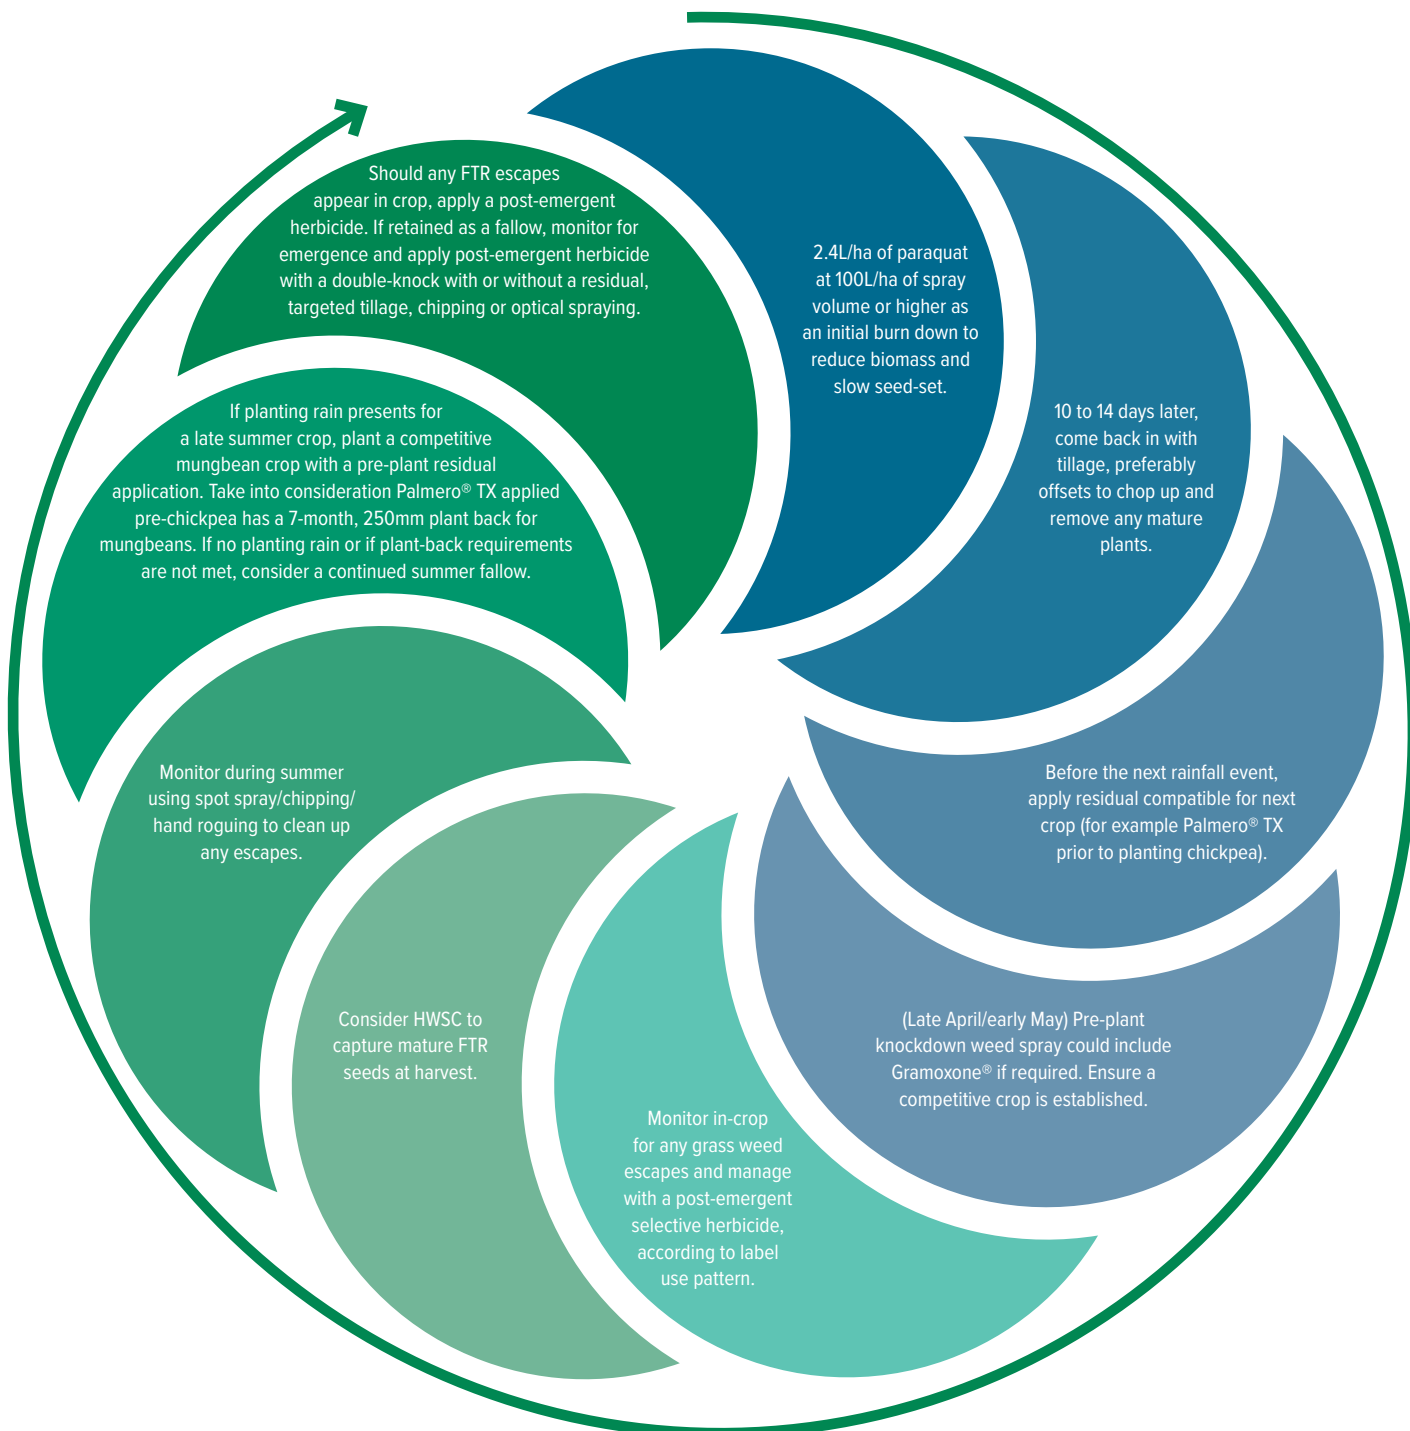 2.4L/ha of paraquat
at 100L/ha of spray
volume or higher as
an initial burn down to
reduce biomass and
slow seed-set.
10 to 14 days later,
come back in with
tillage, preferably
offsets to chop up and
remove any mature
plants.
Before the next rainfall event,
apply residual compatible for next
crop (for example Palmero® TX
prior to planting chickpea).
(Late April/early May) Pre-plant
knockdown weed spray could include
Gramoxone® if required. Ensure a
competitive crop is established.
Monitor in-crop
for any grass weed
escapes and manage
with a post-emergent
selective herbicide,
according to label
use pattern.
Consider HWSC to
capture mature FTR
seeds at harvest.
Monitor during summer
using spot spray/chipping/
hand roguing to clean up
any escapes.
If planting rain presents for
a late summer crop, plant a competitive
mungbean crop with a pre-plant residual
application. Take into consideration Palmero® TX applied
pre-chickpea has a 7-month, 250mm plant back for
mungbeans. If no planting rain or if plant-back requirements
are not met, consider a continued summer fallow.
Should any FTR escapes
appear in crop, apply a post-emergent
herbicide. If retained as a fallow, monitor for
emergence and apply post-emergent herbicide
with a double-knock with or without a residual,
targeted tillage, chipping or optical spraying.